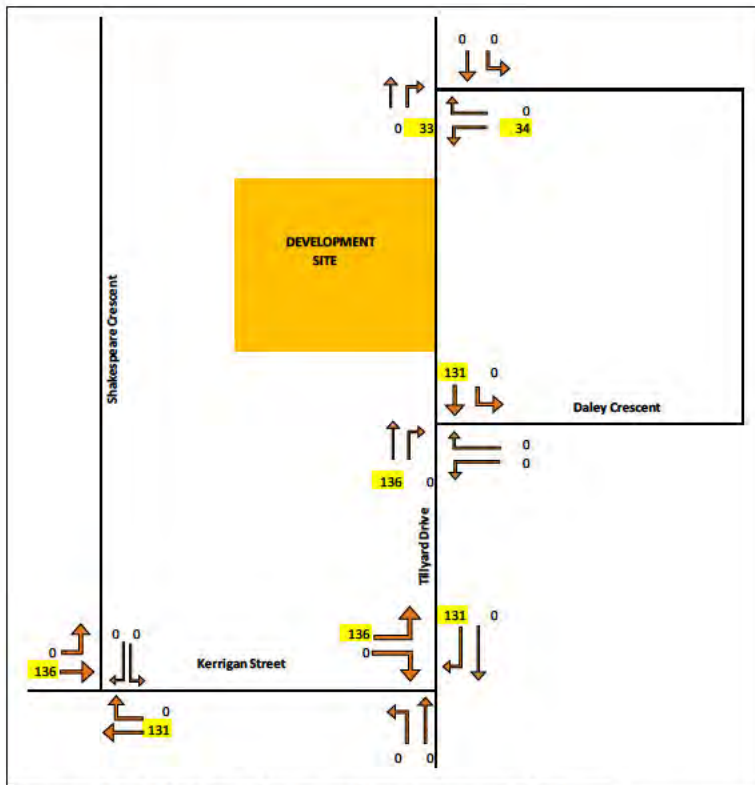 0 0
0 33
0
34
DEVELOPMENT
SITE
Shakespeare Crescent
131 0
Daley Crescent
136 0
0
0
Tillyard Drive
0
136
0 0
Kerrigan Street
136
0
131 0
0
131
0 0